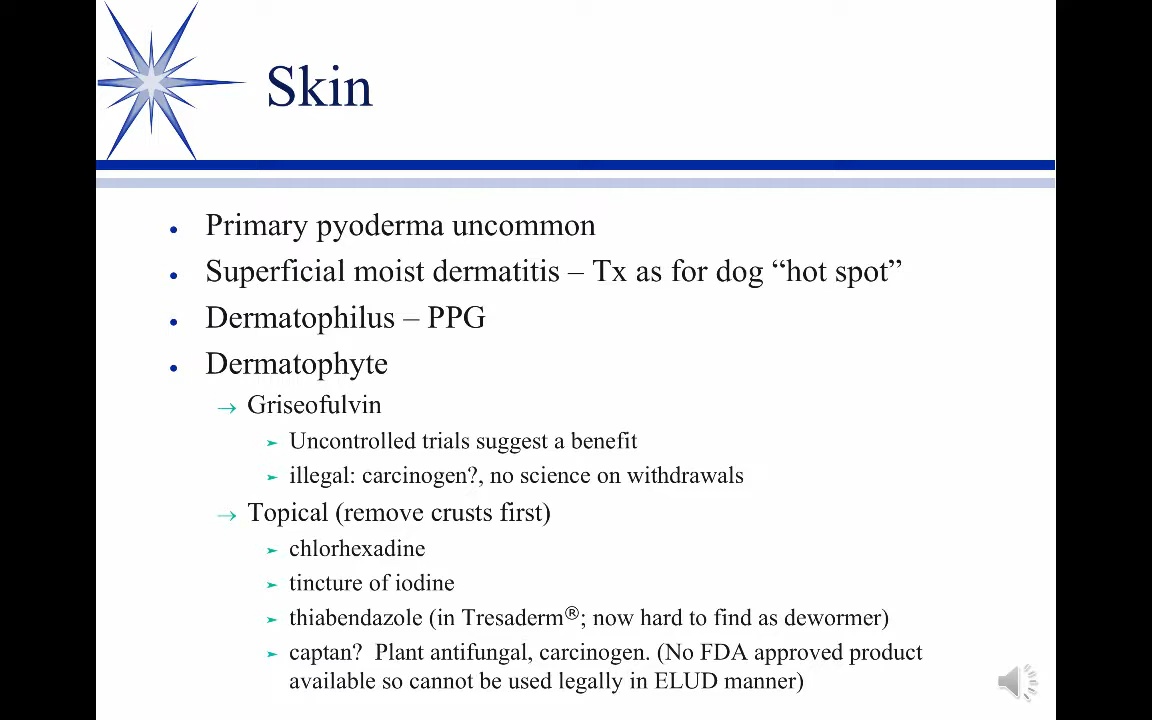 Skin
Primary pyoderma uncommon
Superficial moist dermatitis – Tx as for dog “hot spot”
Dermatophilus – PPG
Dermatophyte
Griseofulvin
Uncontrolled trials suggest a benefit
illegal: carcinogen?, no science on withdrawals
Topical (remove crusts first)
chlorhexadine
tincture of iodine
thiabendazole (in Tresaderm®; now hard to find as dewormer)
captan? Plant antifungal, carcinogen. (No FDA approved product
available so cannot be used legally in ELUD manner)